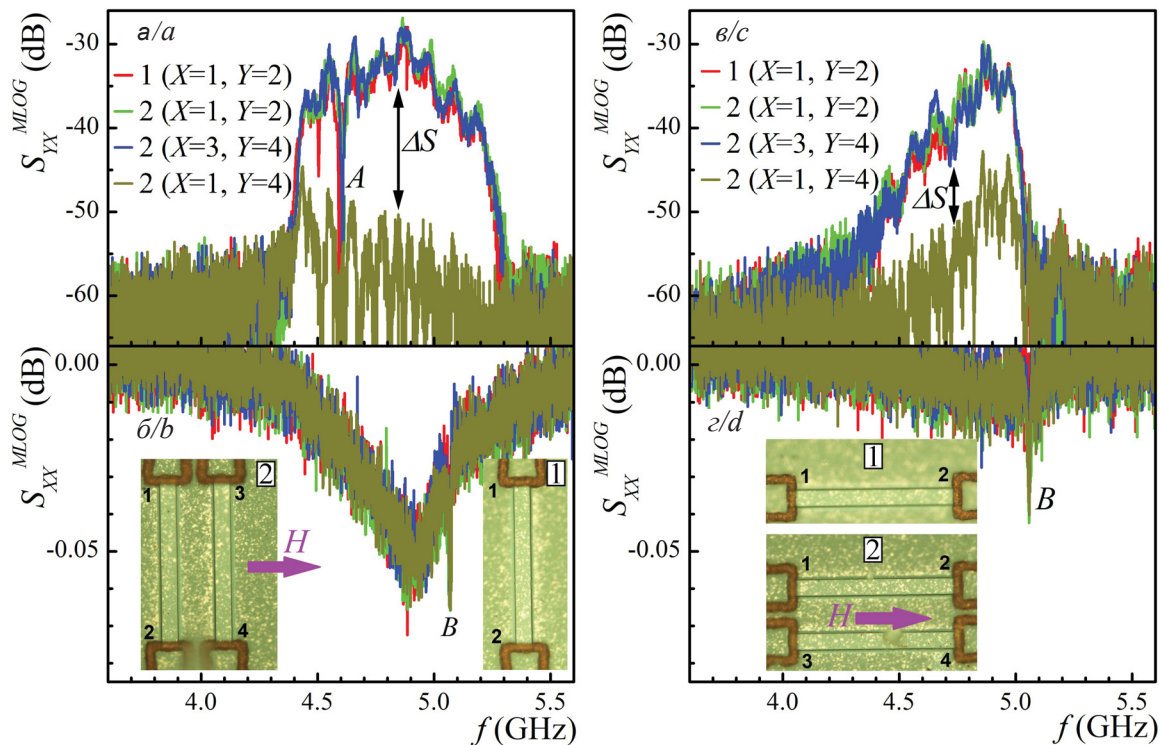 S_YX^MLOG (dB)
-30
-40
-50
-60
а/a
1 (X=1, Y=2)
2 (X=1, Y=2)
2 (X=3, Y=4)
2 (X=1, Y=4)
A
ΔS
S_XX^MLOG (dB)
0.00
-0.05
б/b
1
3
2
2
4
H
1
1
2
B
4.0
4.5
5.0
5.5
f (GHz)
S_YX^MLOG (dB)
-30
-40
-50
-60
в/c
1 (X=1, Y=2)
2 (X=1, Y=2)
2 (X=3, Y=4)
2 (X=1, Y=4)
ΔS
S_XX^MLOG (dB)
0.00
-0.05
г/d
1
1
2
2
1
2
H
3
4
B
4.0
4.5
5.0
5.5
f (GHz)